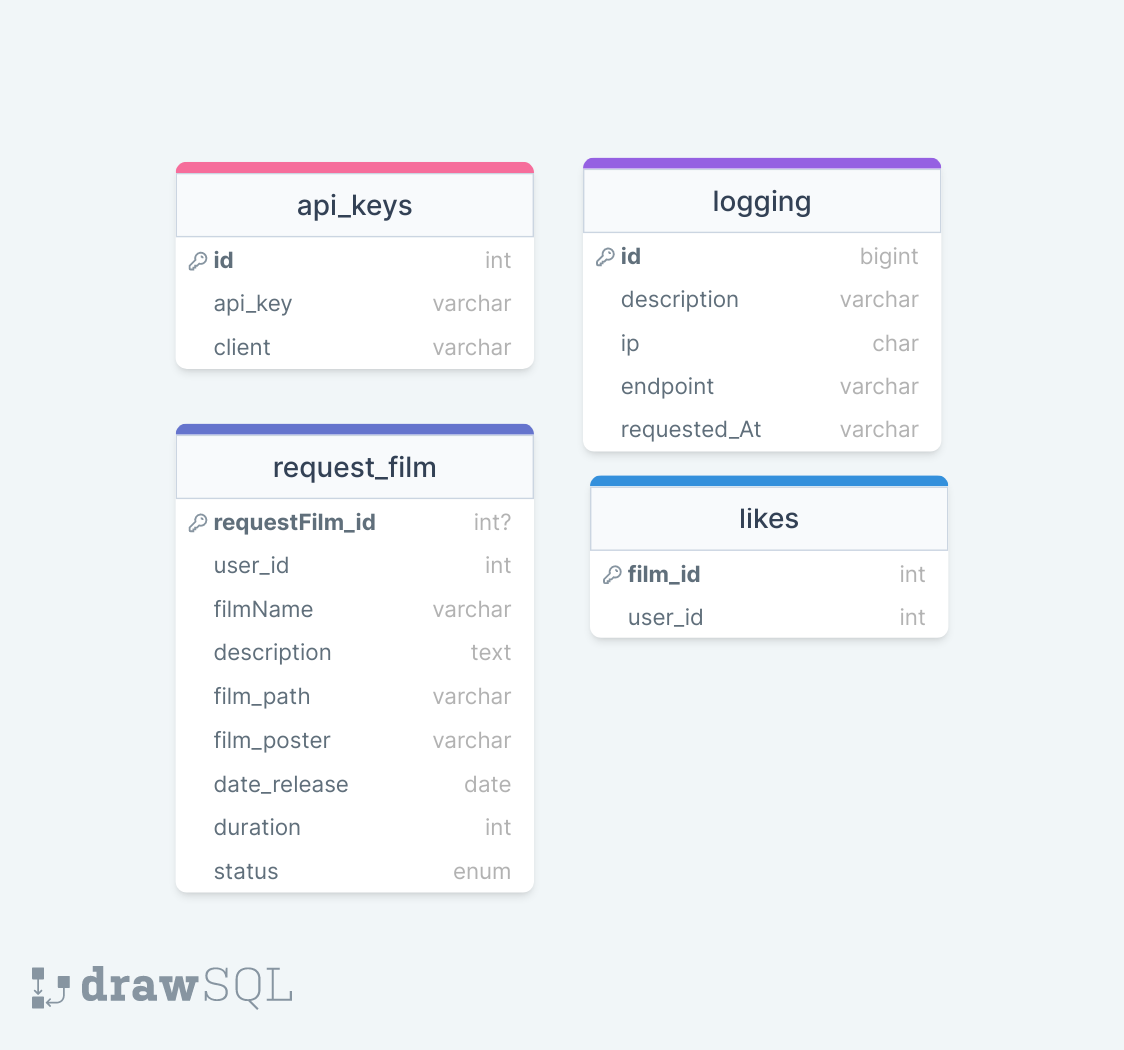 api_keys
id int
api_key varchar
client varchar
logging
id bigint
description varchar
ip char
endpoint varchar
requested_At varchar
request_film
requestFilm_id int?
user_id int
filmName varchar
description text
film_path varchar
film_poster varchar
date_release date
duration int
status enum
likes
film_id int
user_id int
drawSQL